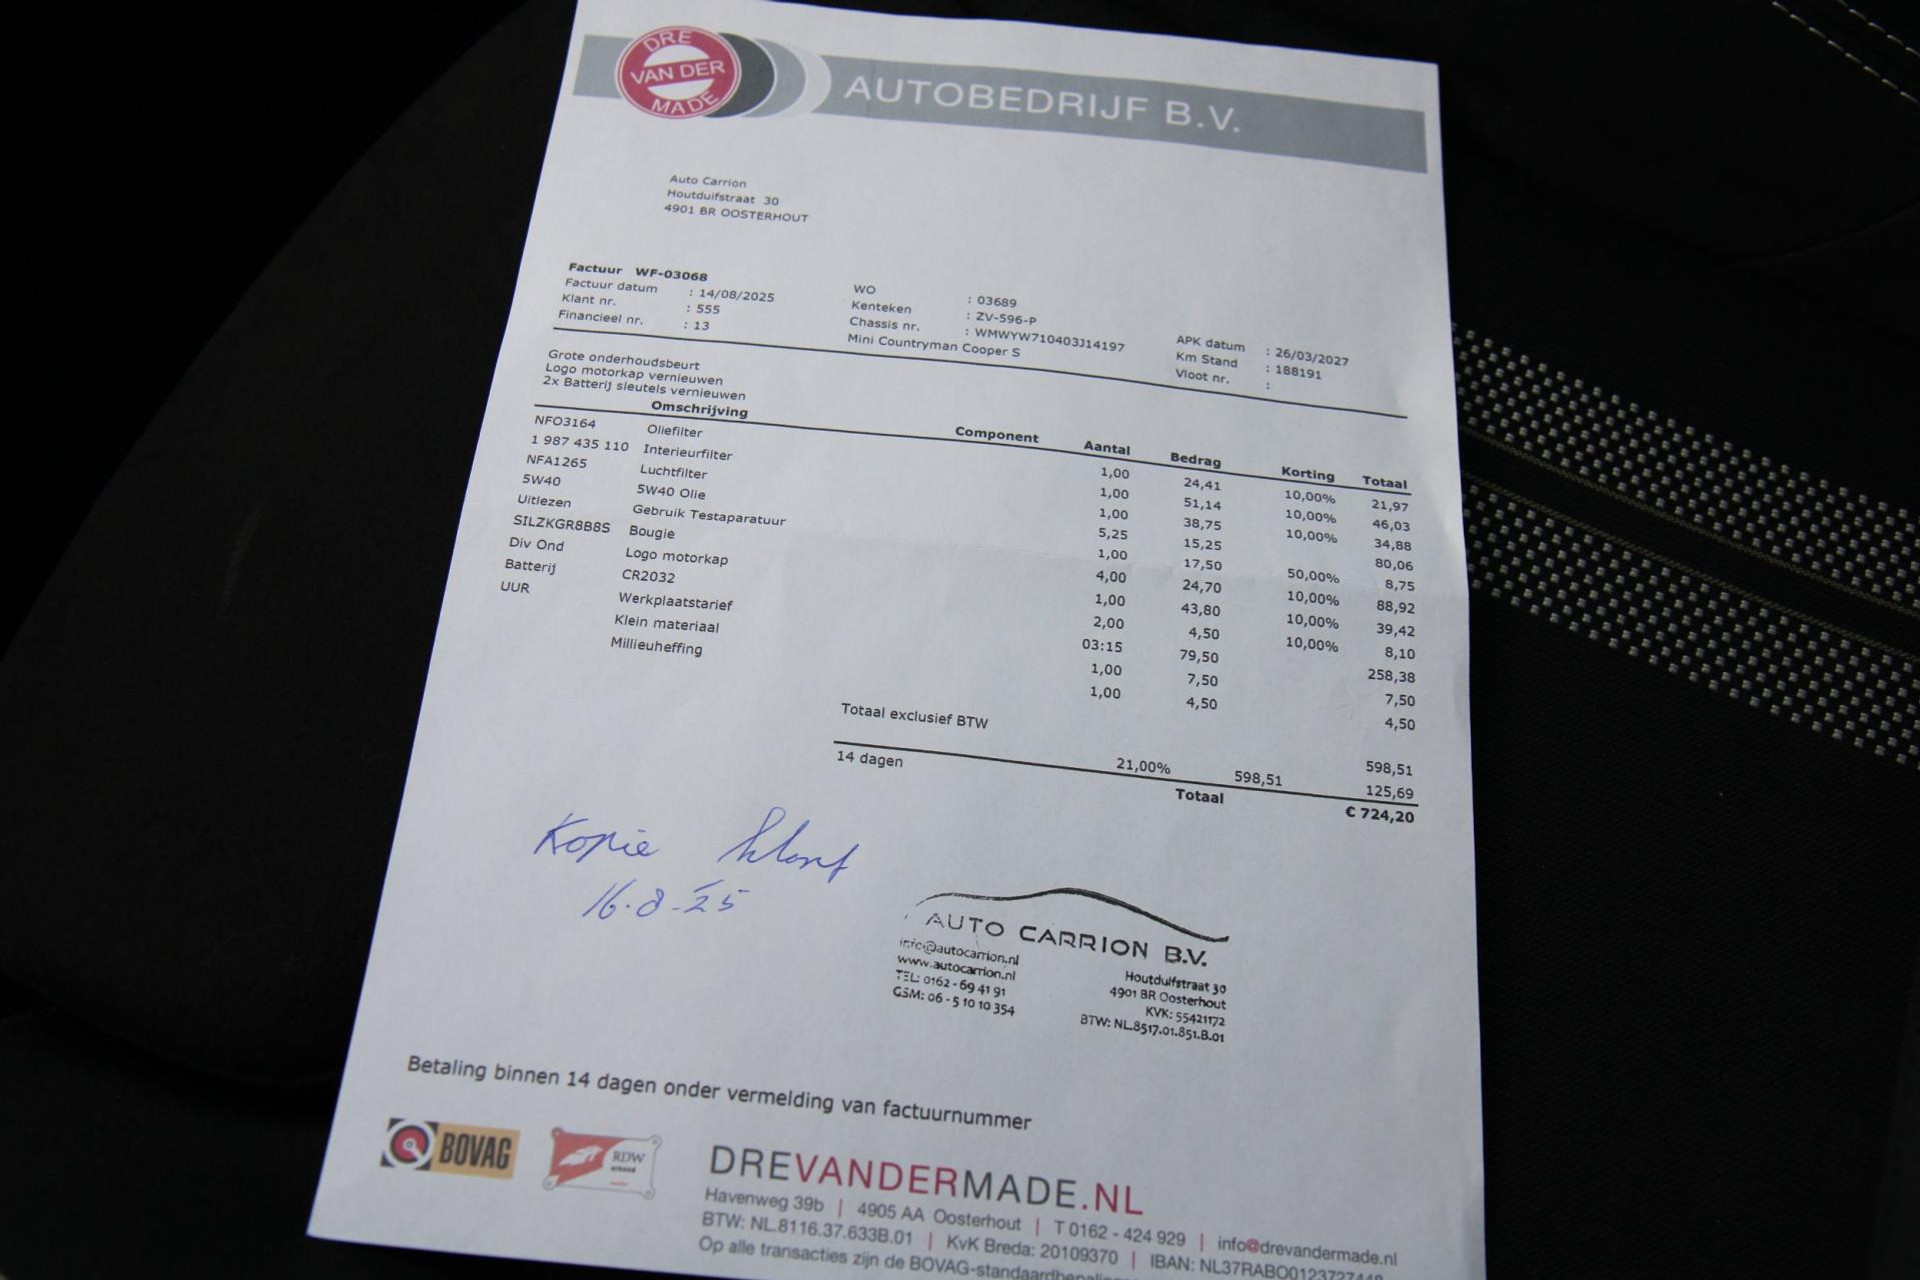 DRE
VAN DER
MADE
AUTOBEDRIJF B.V.
Auto Carrion
Houtduifstraat 30
4901 BR OOSTERHOUT
Factuur WF-03068
Factuur datum : 14/08/2025
Klant nr. : 555
Financieel nr. : 13
WO : 03689
Kenteken : ZV-596-P
Chassis nr. : WMWYW710403J14197
Mini Countryman Cooper S
APK datum : 26/03/2027
Km Stand : 188191
Vloot nr. :
Grote onderhoudsbeurt
Logo motorkap vernieuwen
2x Batterij sleutels vernieuwen
Omschrijving Component Aantal Bedrag Korting Totaal
NFO3164 Oliefilter 1,00 24,41 10,00% 21,97
1 987 435 110 Interieurfilter 1,00 51,14 10,00% 46,03
NFA1265 Luchtfilter 1,00 38,75 10,00% 34,88
5W40 5W40 Olie 5,25 15,25 80,06
Uitlezen Gebruik Testaparatuur 1,00 17,50 50,00% 8,75
SILZKGR8B8S Bougie 4,00 24,70 10,00% 88,92
Div Ond Logo motorkap 1,00 43,80 10,00% 39,42
Batterij CR2032 2,00 4,50 10,00% 8,10
UUR Werkplaatstarief 03:15 79,50 258,38
Klein materiaal 1,00 7,50 7,50
Millieuheffing 1,00 4,50 4,50
Totaal exclusief BTW 598,51
21,00% 598,51 125,69
14 dagen Totaal € 724,20
Kopie klant
16-8-25
AUTO CARRION B.V.
info@autocarrion.nl
www.autocarrion.nl
TEL: 0162 - 69 41 91
GSM: 06 - 5 10 10 354
Houtduifstraat 30
4901 BR Oosterhout
KVK: 55421172
BTW: NL.8517.01.851.B.01
Betaling binnen 14 dagen onder vermelding van factuurnummer
BOVAG
RDW
erkend
DREVANDERMADE.NL
Havenweg 39b | 4905 AA Oosterhout | T 0162 - 424 929 | info@drevandermade.nl
BTW: NL.8116.37.633B.01 | KvK Breda: 20109370 | IBAN: NL37RABO0123727448
Op alle transacties zijn de